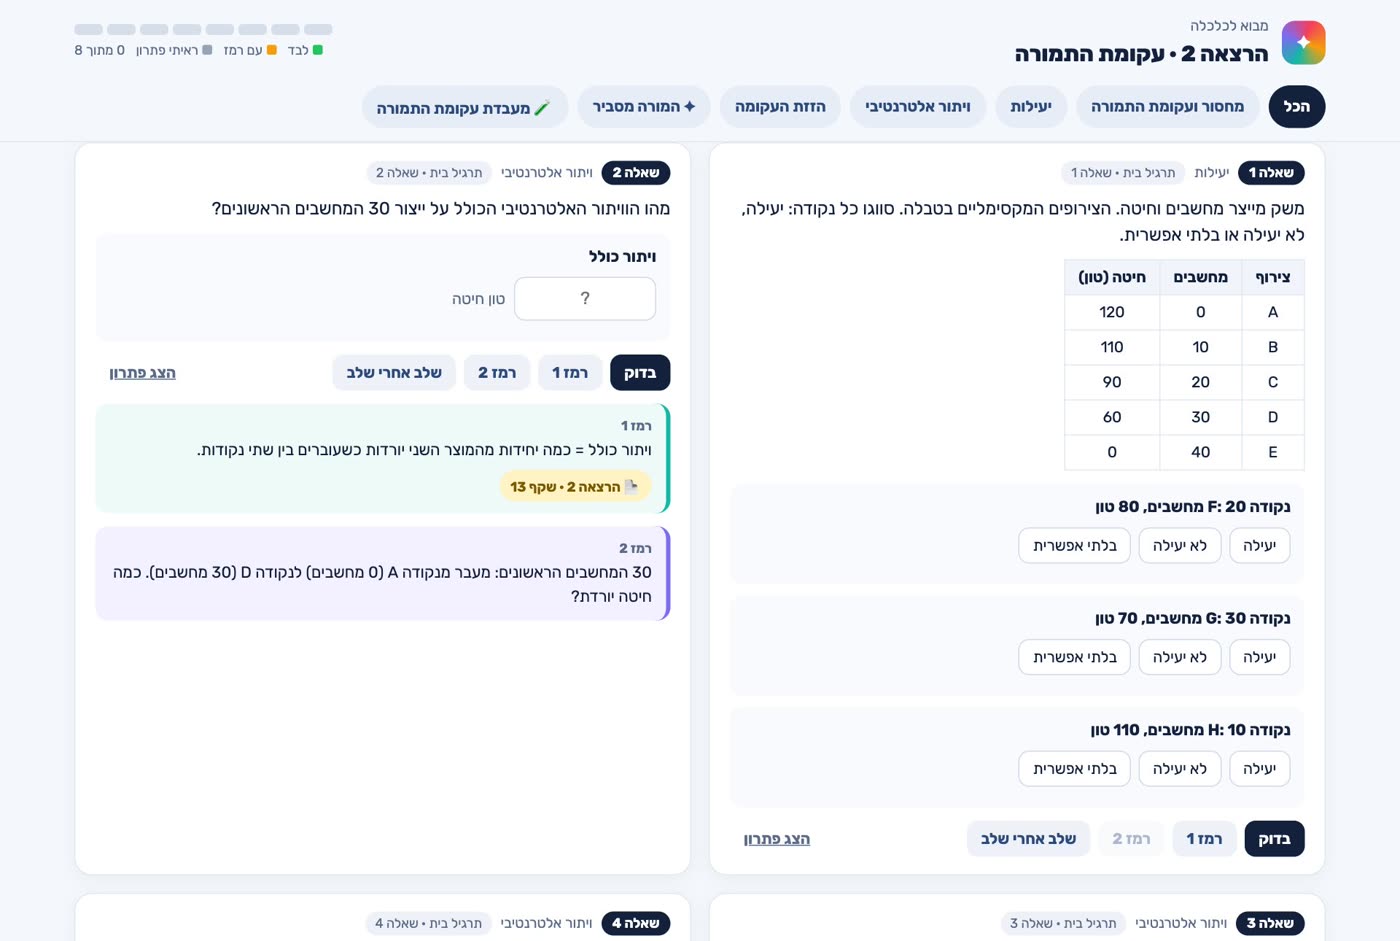 מבוא לכלכלה
הרצאה 2 • עקומת התמורה
לבד עם רמז ראיתי פתרון 0 מתוך 8
הכל
מחסור ועקומת התמורה
יעילות
ויתור אלטרנטיבי
הזזת העקומה
✦ המורה מסביר
🧪 מעבדת עקומת התמורה
שאלה 1 יעילות תרגיל בית • שאלה 1
משק מייצר מחשבים וחיטה. הצירופים המקסימליים בטבלה. סווגו כל נקודה: יעילה,
לא יעילה או בלתי אפשרית.
צירוף מחשבים חיטה (טון)
A 0 120
B 10 110
C 20 90
D 30 60
E 40 0
נקודה F: 20 מחשבים, 80 טון
יעילה לא יעילה בלתי אפשרית
נקודה G: 30 מחשבים, 70 טון
יעילה לא יעילה בלתי אפשרית
נקודה H: 10 מחשבים, 110 טון
יעילה לא יעילה בלתי אפשרית
בדוק רמז 1 רמז 2 שלב אחרי שלב הצג פתרון
שאלה 2 ויתור אלטרנטיבי תרגיל בית • שאלה 2
מהו הוויתור האלטרנטיבי הכולל על ייצור 30 המחשבים הראשונים?
ויתור כולל
? טון חיטה
בדוק רמז 1 רמז 2 שלב אחרי שלב הצג פתרון
רמז 1
ויתור כולל = כמה יחידות מהמוצר השני יורדות כשעוברים בין שתי נקודות.
הרצאה 2 • שקף 13
רמז 2
30 המחשבים הראשונים: מעבר מנקודה A (0 מחשבים) לנקודה D (30 מחשבים). כמה
חיטה יורדת?
שאלה 3 ויתור אלטרנטיבי תרגיל בית • שאלה 3
שאלה 4 ויתור אלטרנטיבי תרגיל בית • שאלה 4